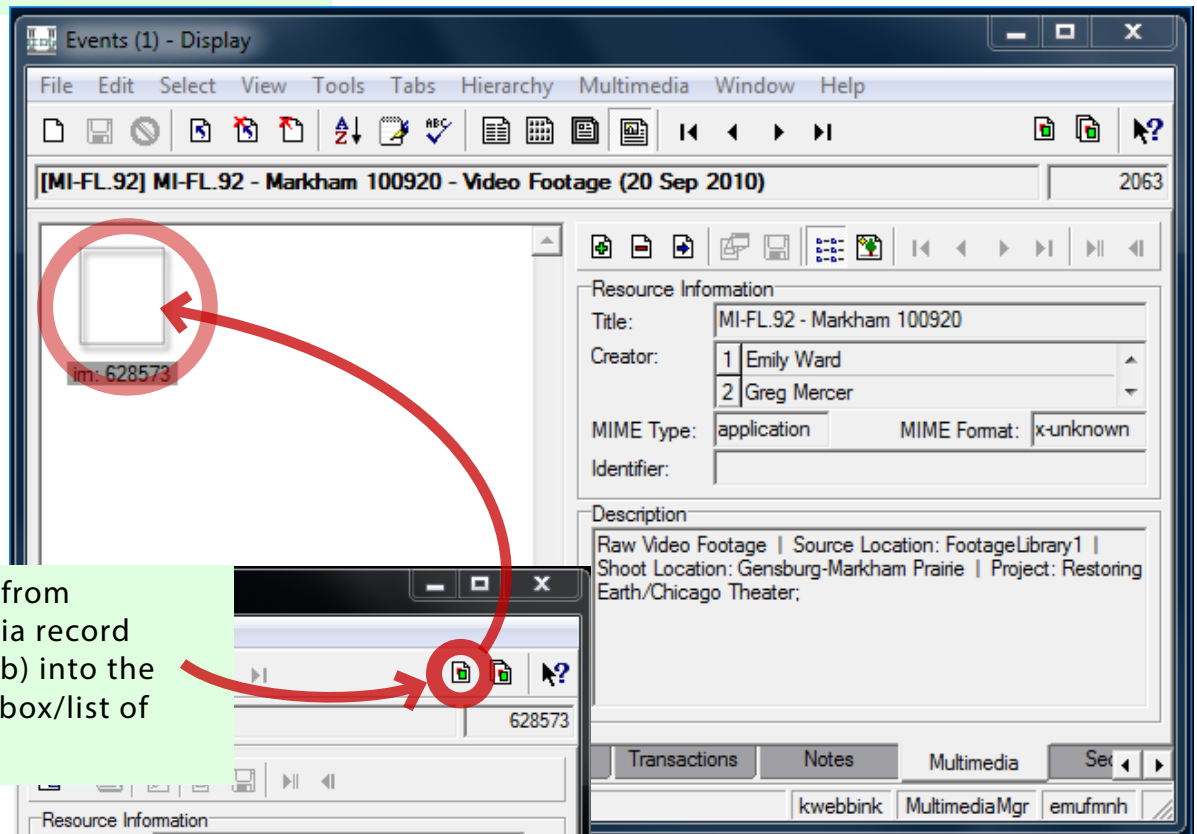 Events (1) - Display
File Edit Select View Tools Tabs Hierarchy Multimedia Window Help
[MI-FL.92] MI-FL.92 - Markham 100920 - Video Footage (20 Sep 2010) 2063
Resource Information
Title: MI-FL.92 - Markham 100920
Creator: 1 Emily Ward
2 Greg Mercer
im: 628573
MIME Type: application MIME Format: x-unknown
Identifier:
Description
Raw Video Footage | Source Location: FootageLibrary1 |
Shoot Location: Gensburg-Markham Prairie | Project: Restoring
Earth/Chicago Theater;
from
ia record
b) into the
box/list of
628573
Resource Information
Transactions Notes Multimedia Sec
kwebbink MultimediaMgr emufmnh